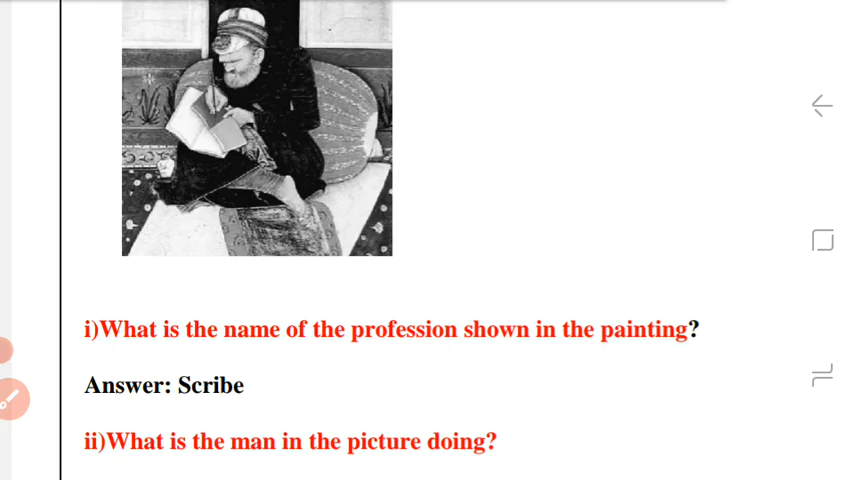 i)What is the name of the profession shown in the painting?
Answer: Scribe
ii)What is the man in the picture doing?